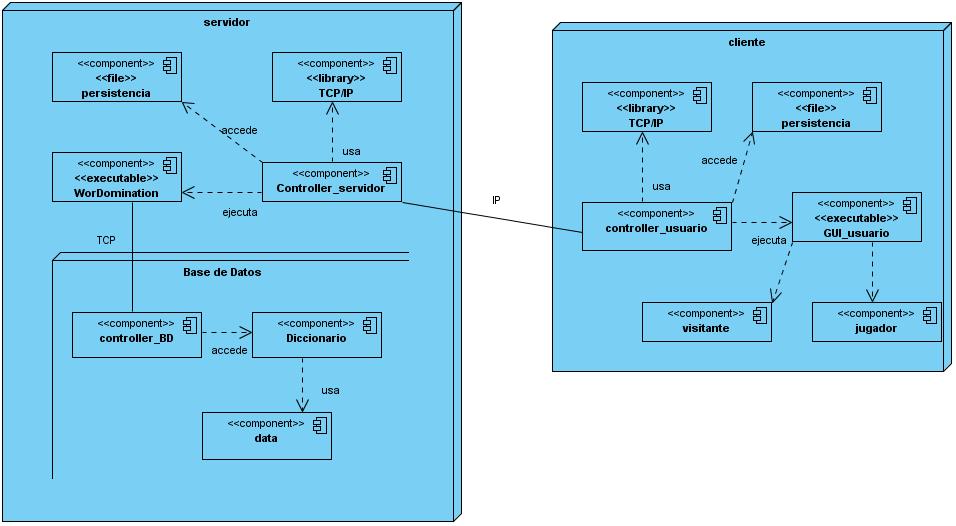 servidor
<<component>>
<<file>>
persistencia
<<component>>
<<library>>
TCP/IP
accede
usa
<<component>>
<<executable>>
WorDomination
<<component>>
Controller_servidor
ejecuta
TCP
Base de Datos
<<component>>
controller_BD
accede
<<component>>
Diccionario
usa
<<component>>
data
IP
cliente
<<component>>
<<library>>
TCP/IP
<<component>>
<<file>>
persistencia
accede
usa
<<component>>
controller_usuario
ejecuta
<<component>>
<<executable>>
GUI_usuario
<<component>>
visitante
<<component>>
jugador